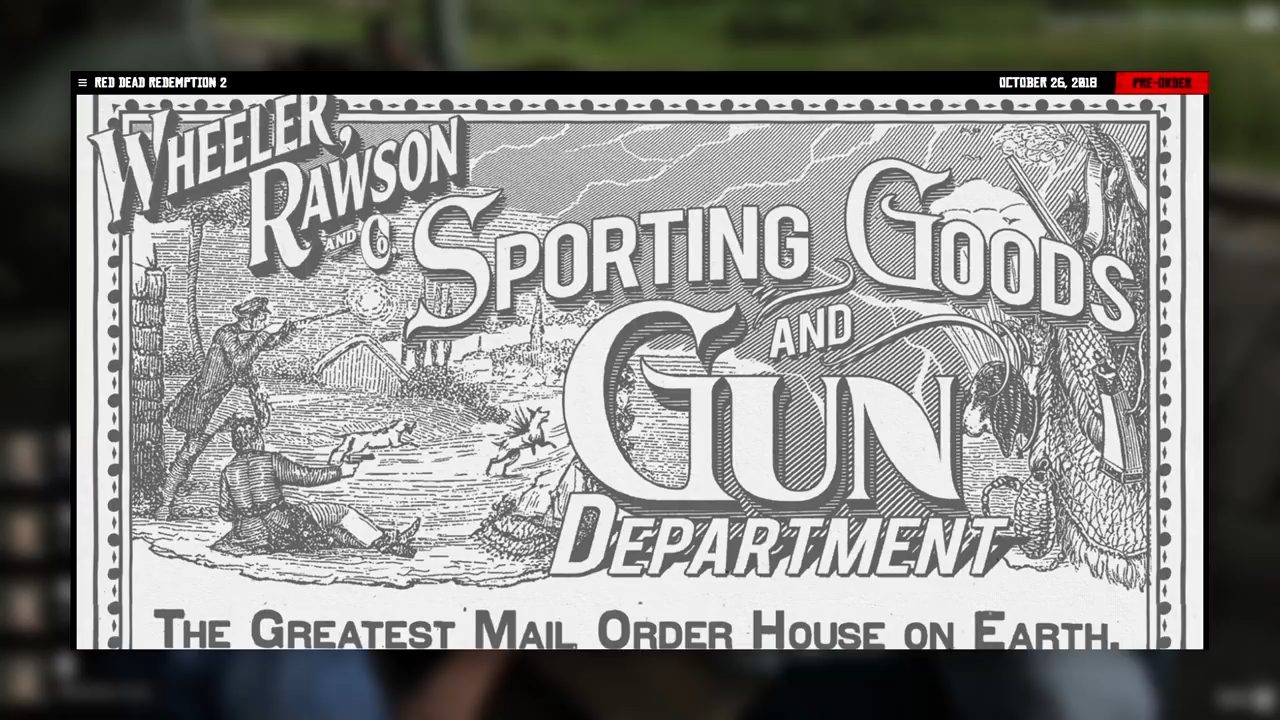 RED DEAD REDEMPTION 2
OCTOBER 26, 2018
PRE-ORDER
WHEELER,
RAWSON
AND CO.
SPORTING GOODS
AND
GUN
DEPARTMENT
THE GREATEST MAIL ORDER HOUSE ON EARTH.